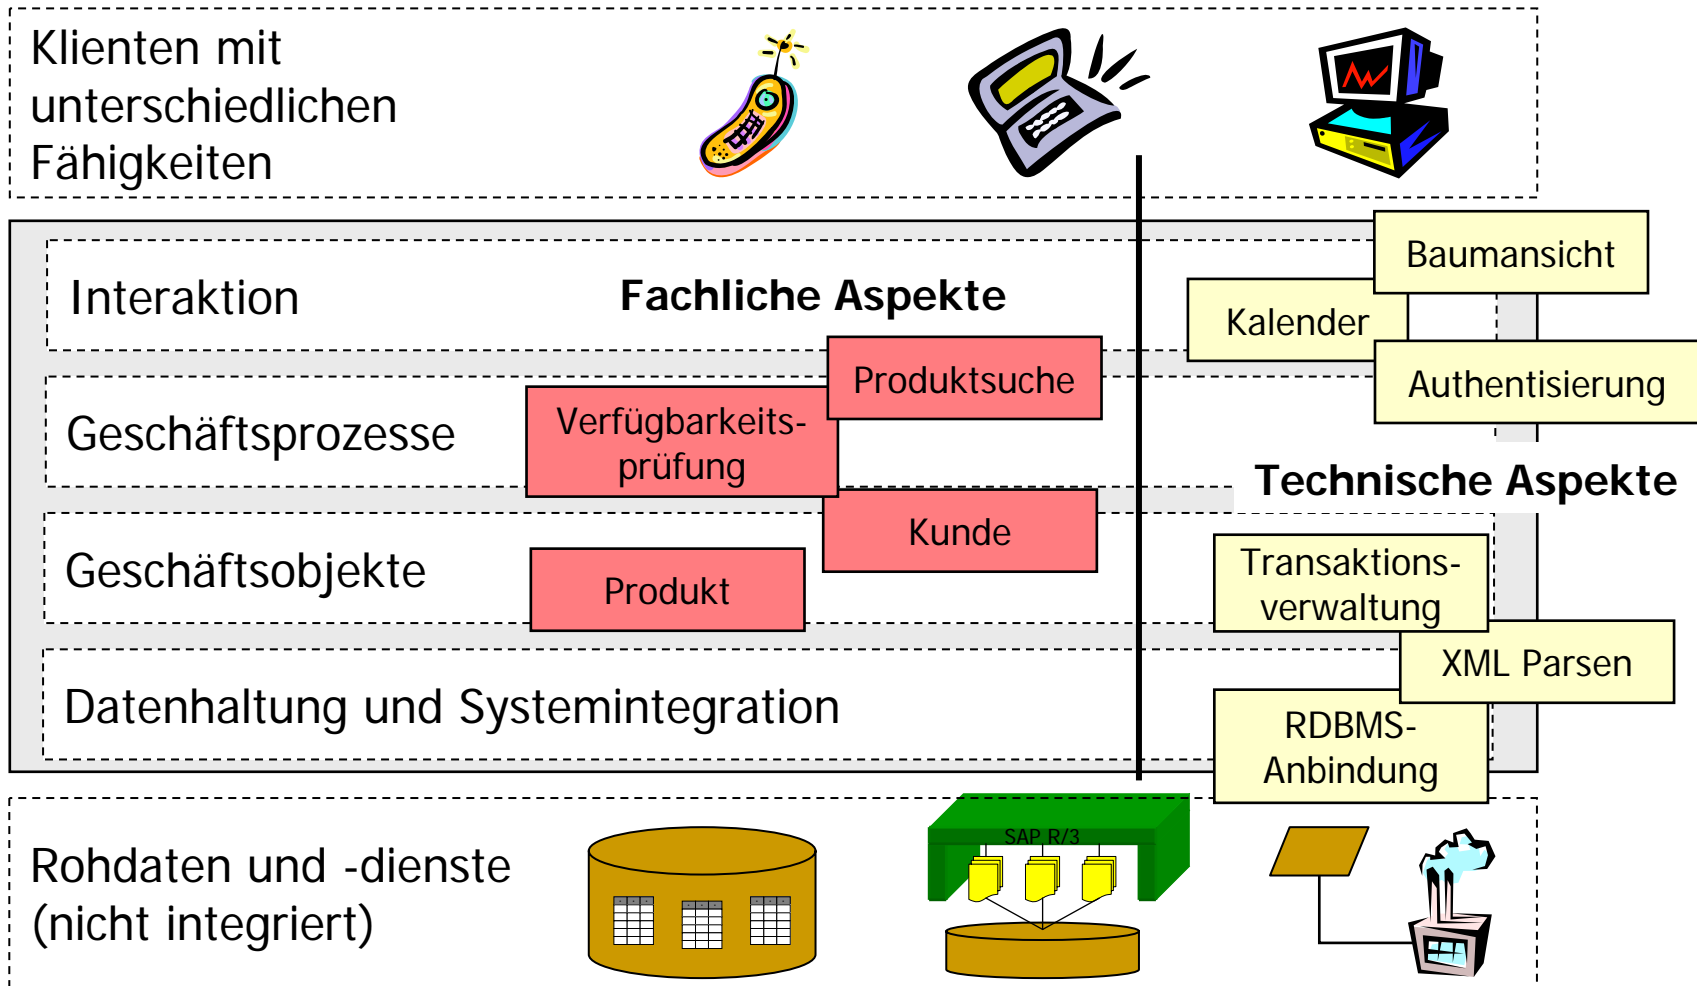 Klienten mit
unterschiedlichen
Fähigkeiten
Baumansicht
Interaktion
Fachliche Aspekte
Kalender
Produktsuche
Authentisierung
Geschäftsprozesse
Verfügbarkeits-
prüfung
Technische Aspekte
Kunde
Geschäftsobjekte
Produkt
Transaktions-
verwaltung
XML Parsen
Datenhaltung und Systemintegration
RDBMS-
Anbindung
SAP R/3
Rohdaten und -dienste
(nicht integriert)